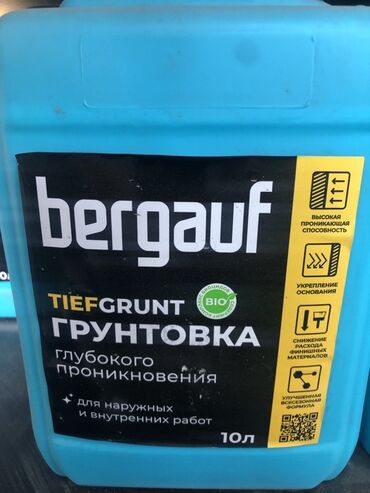 bergauf
TIEFGRUNT
BIO
ГРУНТОВКА
глубокого
проникновения
для наружных
и внутренних работ
10л
ВЫСОКАЯ
ПРОНИКАЮЩАЯ
СПОСОБНОСТЬ
УКРЕПЛЕНИЕ
ОСНОВАНИЯ
СНИЖЕНИЕ
РАСХОДА
ФИНИШНЫХ
МАТЕРИАЛОВ
УЛУЧШЕННАЯ
ВСЕСЕЗОННАЯ
ФОРМУЛА